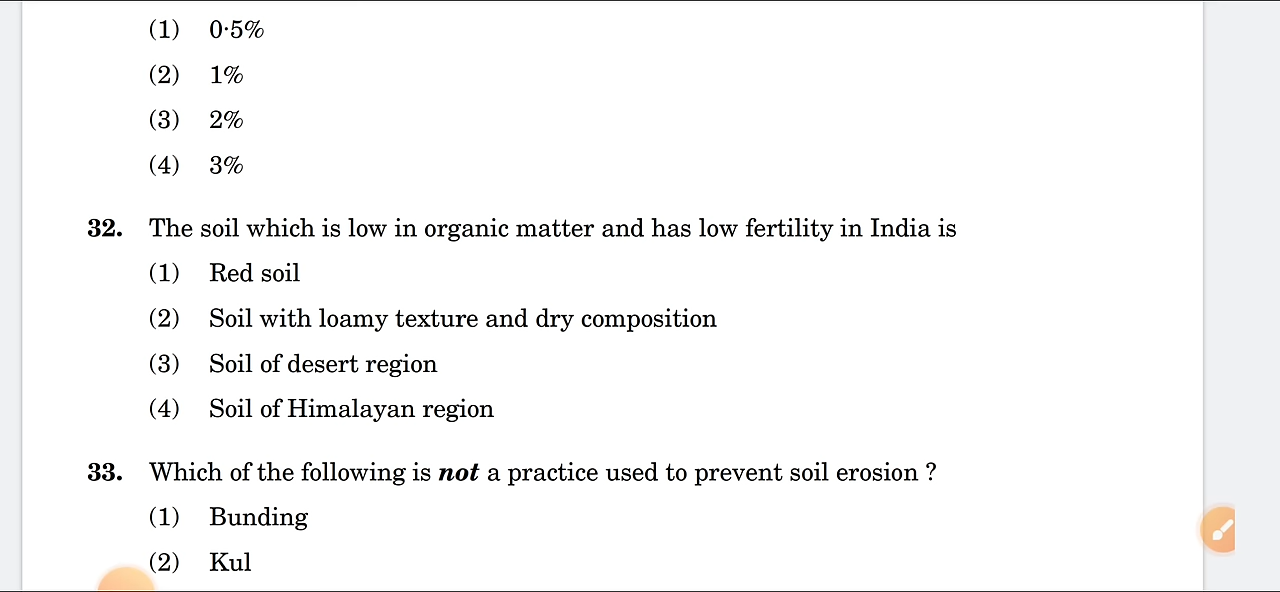 (1) 0·5%
(2) 1%
(3) 2%
(4) 3%
32. The soil which is low in organic matter and has low fertility in India is
(1) Red soil
(2) Soil with loamy texture and dry composition
(3) Soil of desert region
(4) Soil of Himalayan region
33. Which of the following is not a practice used to prevent soil erosion ?
(1) Bunding
(2) Kul